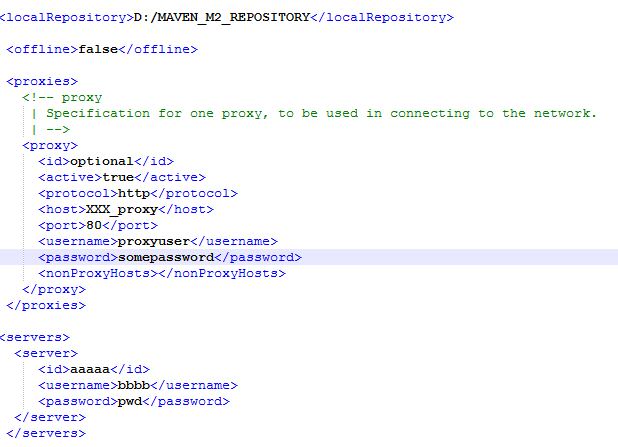 <localRepository>D:/MAVEN_M2_REPOSITORY</localRepository>
<offline>false</offline>
<proxies>
<!-- proxy
| Specification for one proxy, to be used in connecting to the network.
| -->
<proxy>
<id>optional</id>
<active>true</active>
<protocol>http</protocol>
<host>XXX_proxy</host>
<port>80</port>
<username>proxyuser</username>
<password>somepassword</password>
<nonProxyHosts></nonProxyHosts>
</proxy>
</proxies>
<servers>
<server>
<id>aaaaa</id>
<username>bbbb</username>
<password>pwd</password>
</server>
</servers>